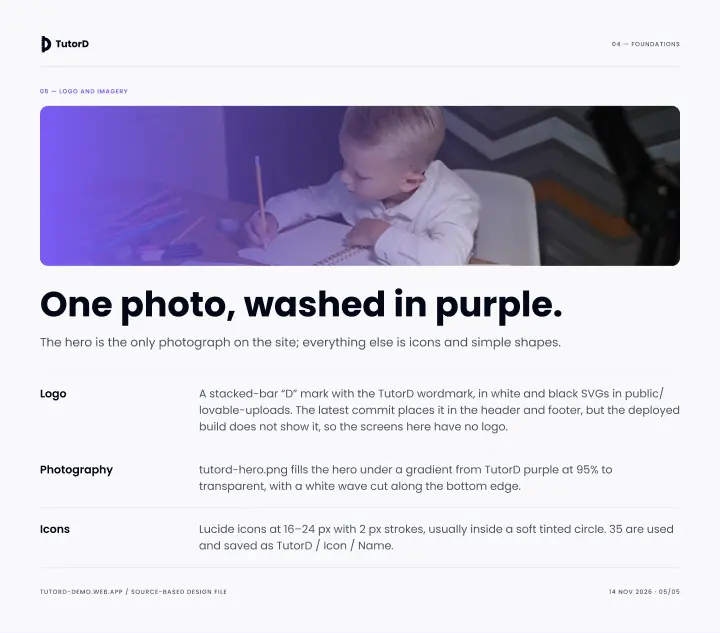 TutorD
04 — FOUNDATIONS
05 — LOGO AND IMAGERY
One photo, washed in purple.
The hero is the only photograph on the site; everything else is icons and simple shapes.
Logo
A stacked-bar “D” mark with the TutorD wordmark, in white and black SVGs in public/
lovable-uploads. The latest commit places it in the header and footer, but the deployed
build does not show it, so the screens here have no logo.
Photography
tutord-hero.png fills the hero under a gradient from TutorD purple at 95% to
transparent, with a white wave cut along the bottom edge.
Icons
Lucide icons at 16–24 px with 2 px strokes, usually inside a soft tinted circle. 35 are used
and saved as TutorD / Icon / Name.
TUTORD-DEMO.WEB.APP / SOURCE-BASED DESIGN FILE
14 NOV 2026 · 05/05